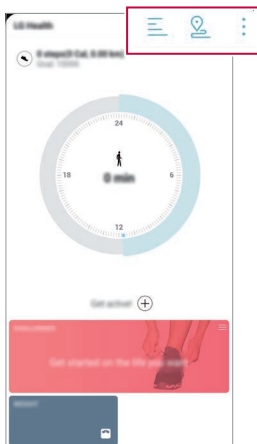 LG Health
0 steps(0 Cal, 0.00 km)
Goal 10000
24
18
6
0 min
12
Get active!
CHALLENGES
Get started on the life you want
WEIGHT